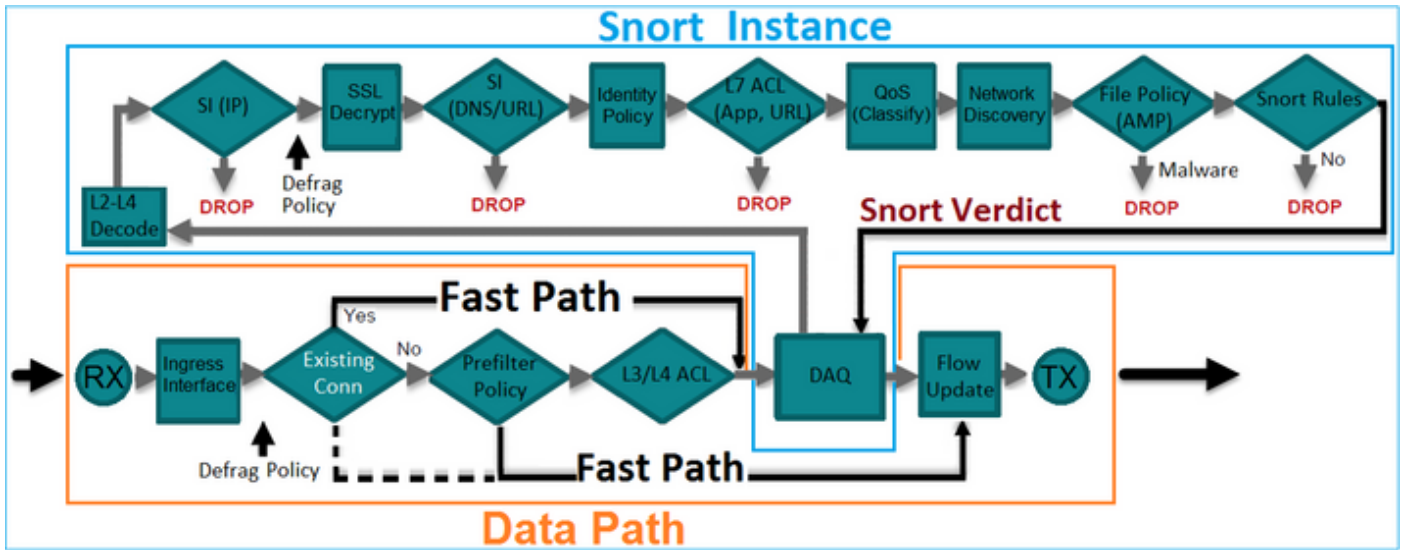 Snort Instance
SI (IP)
SSL
Decrypt
SI
(DNS/URL)
Identity
Policy
L7 ACL
(App, URL)
QoS
(Classify)
Network
Discovery
File Policy
(AMP)
Snort Rules
L2-L4
Decode
DROP
Defrag
Policy
DROP
DROP
Malware
DROP
No
DROP
Snort Verdict
Fast Path
Yes
No
RX
Ingress
Interface
Existing
Conn
Prefilter
Policy
L3/L4 ACL
DAQ
Flow
Update
TX
Defrag Policy
Fast Path
Data Path